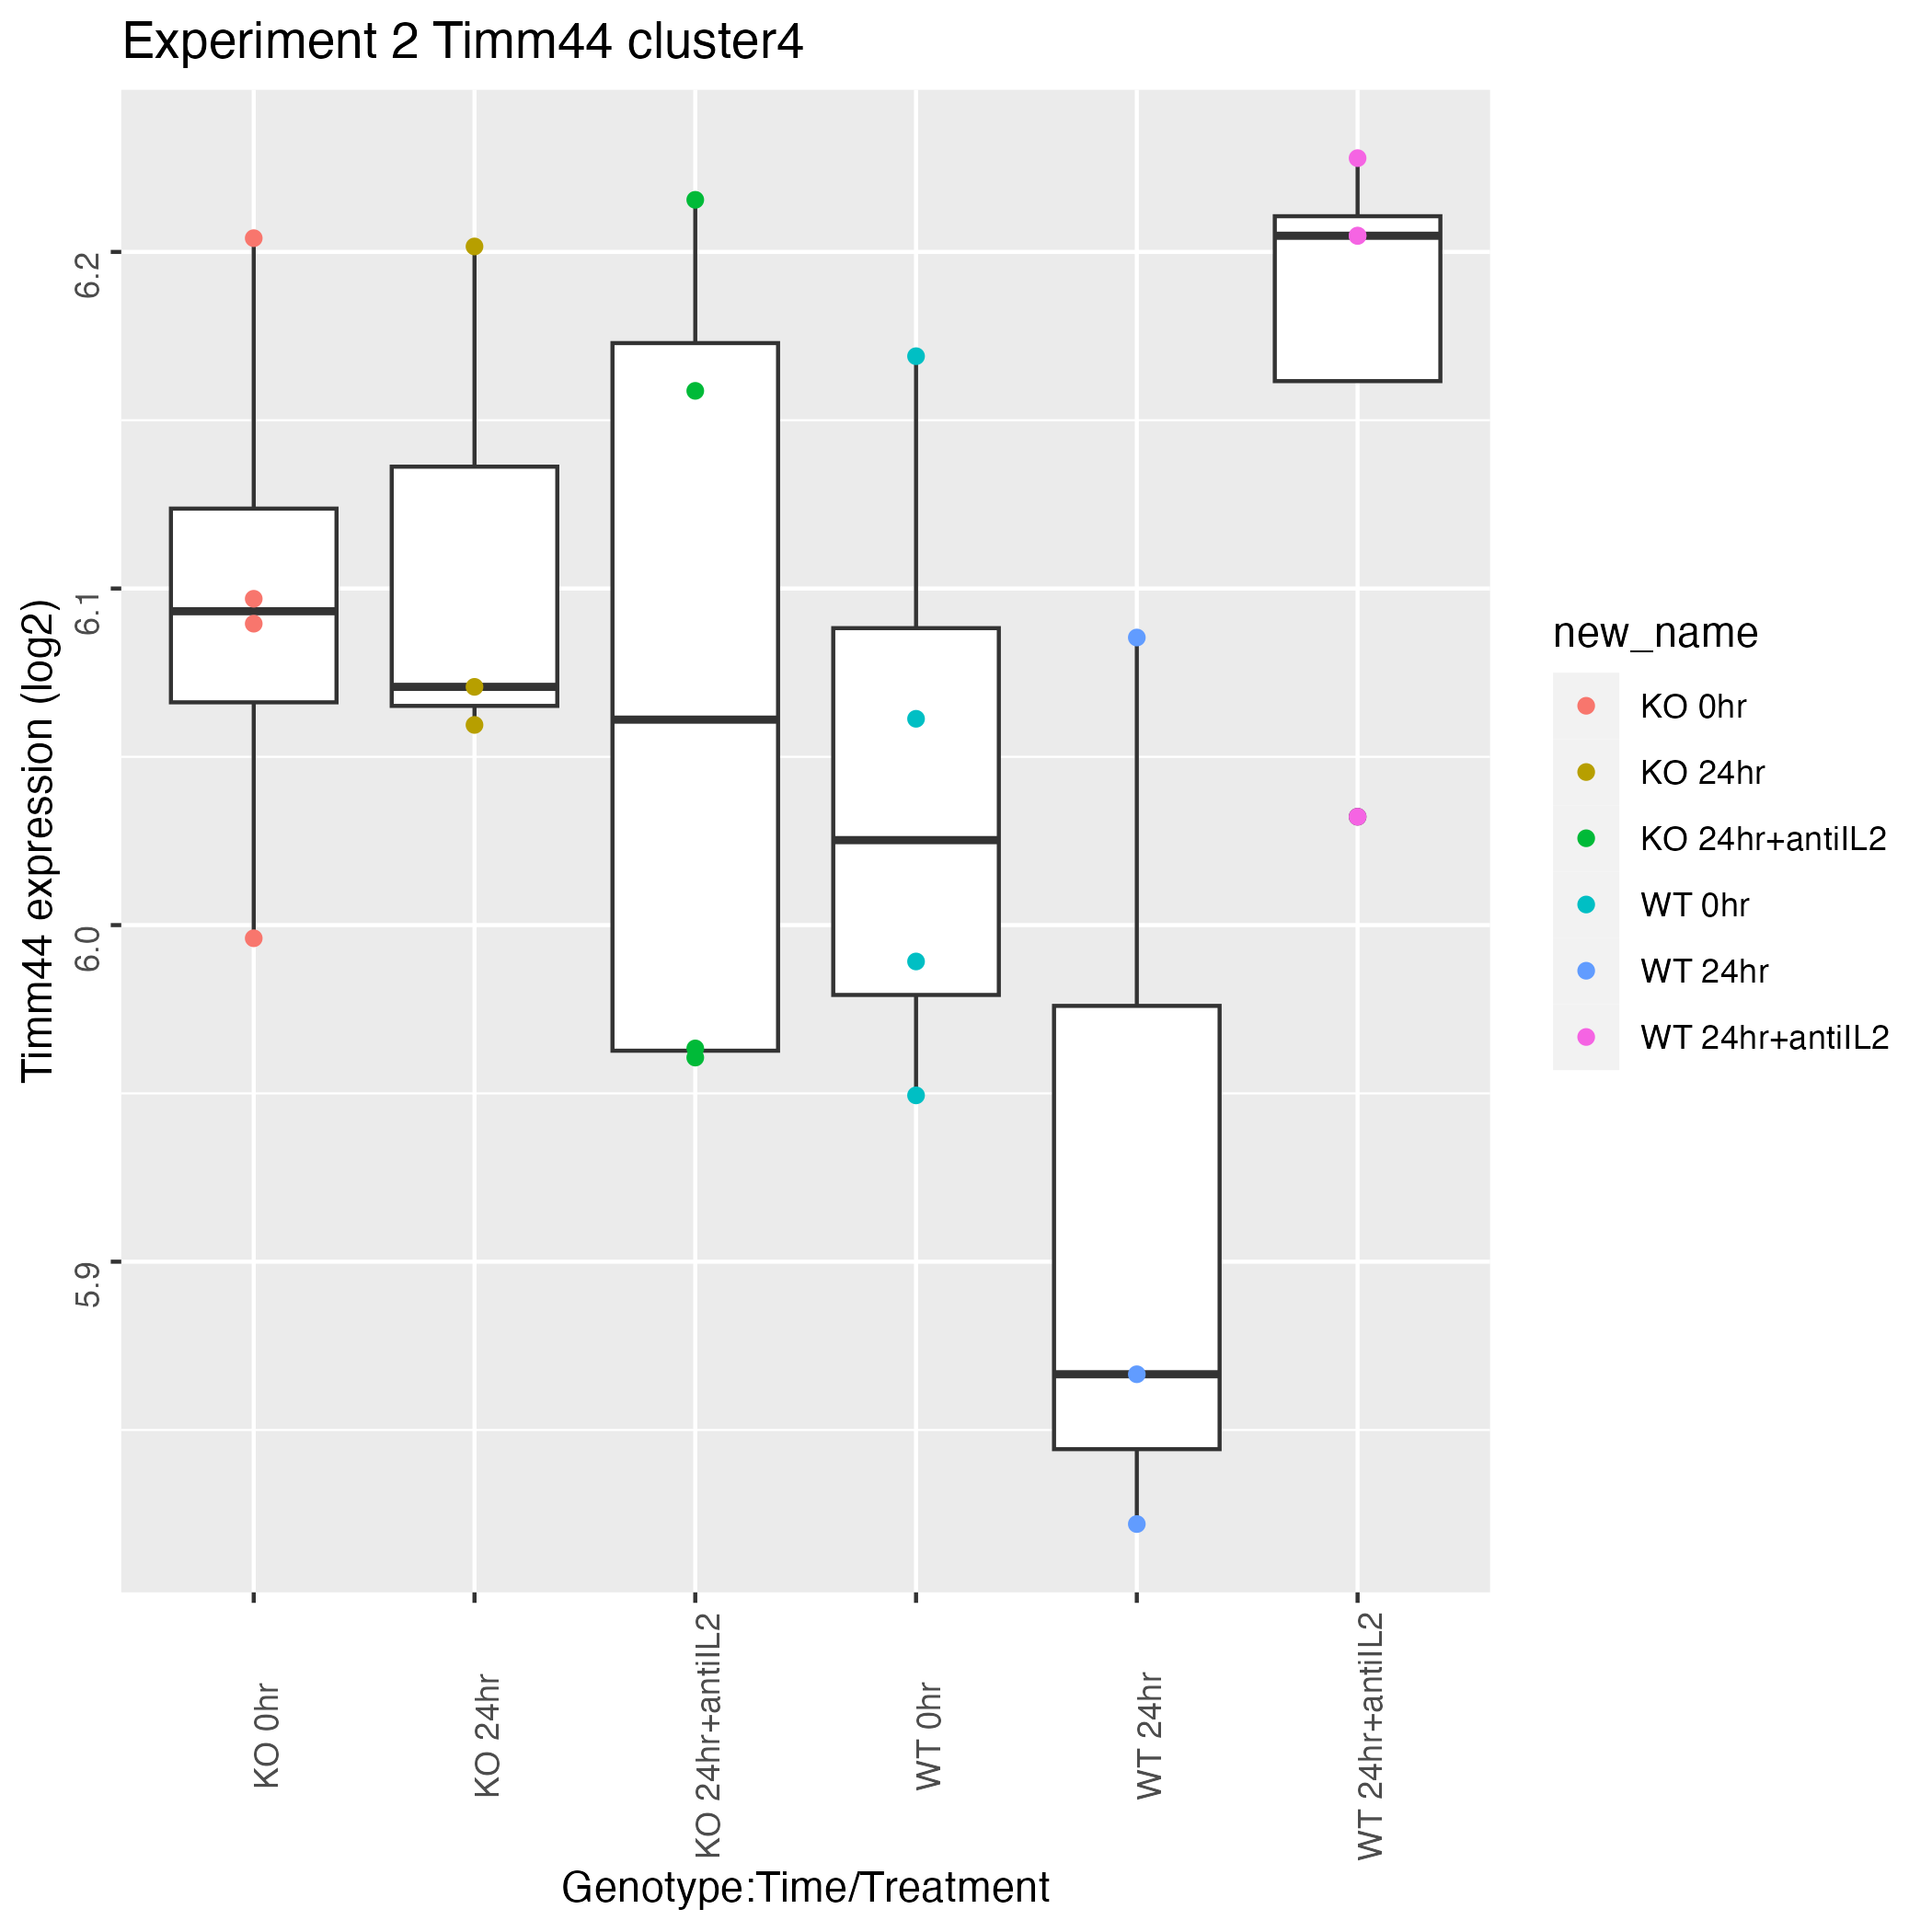 Experiment 2 Timm44 cluster4
Timm44 expression (log2)
6.2
6.1
6.0
5.9
KO 0hr
KO 24hr
KO 24hr+antiIL2
WT 0hr
WT 24hr
WT 24hr+antiIL2
Genotype:Time/Treatment
new_name
KO 0hr
KO 24hr
KO 24hr+antiIL2
WT 0hr
WT 24hr
WT 24hr+antiIL2